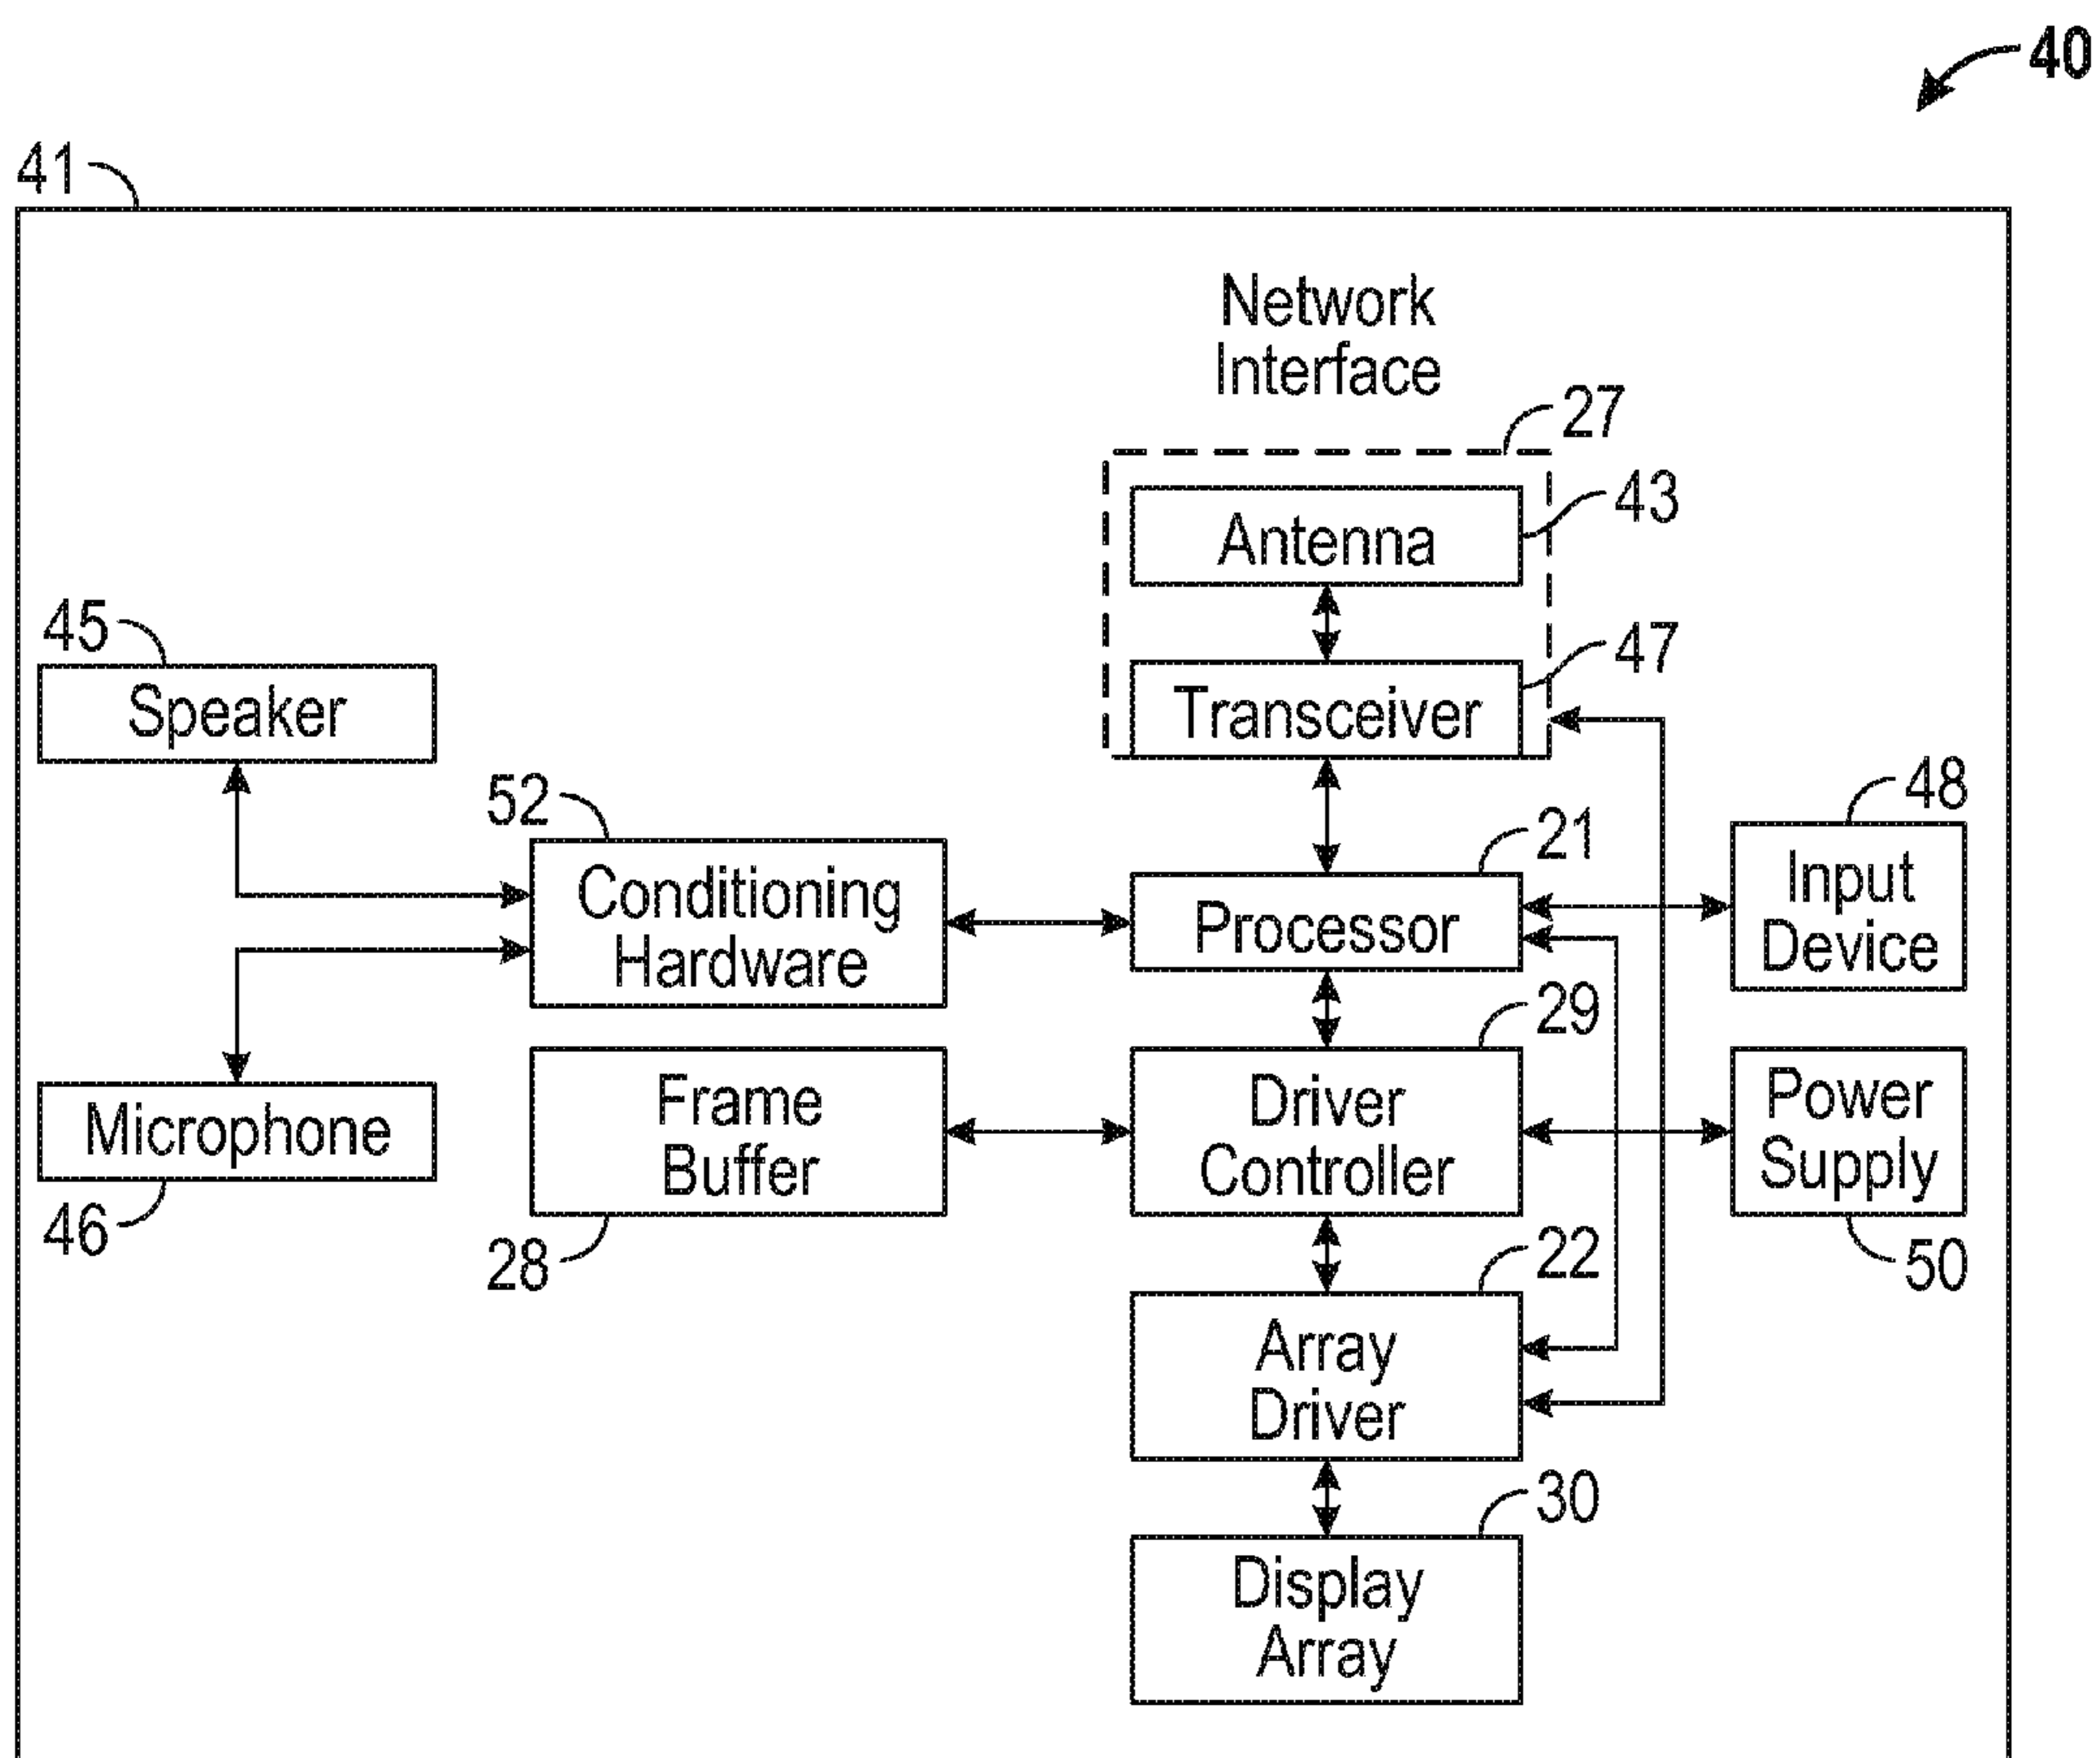 40
41
Network
Interface
27
43
Antenna
45
47
Speaker
Transceiver
52
48
21
Conditioning
Hardware
Processor
Input
Device
29
Microphone
Frame
Buffer
Driver
Controller
Power
Supply
46
28
22
50
Array
Driver
30
Display
Array